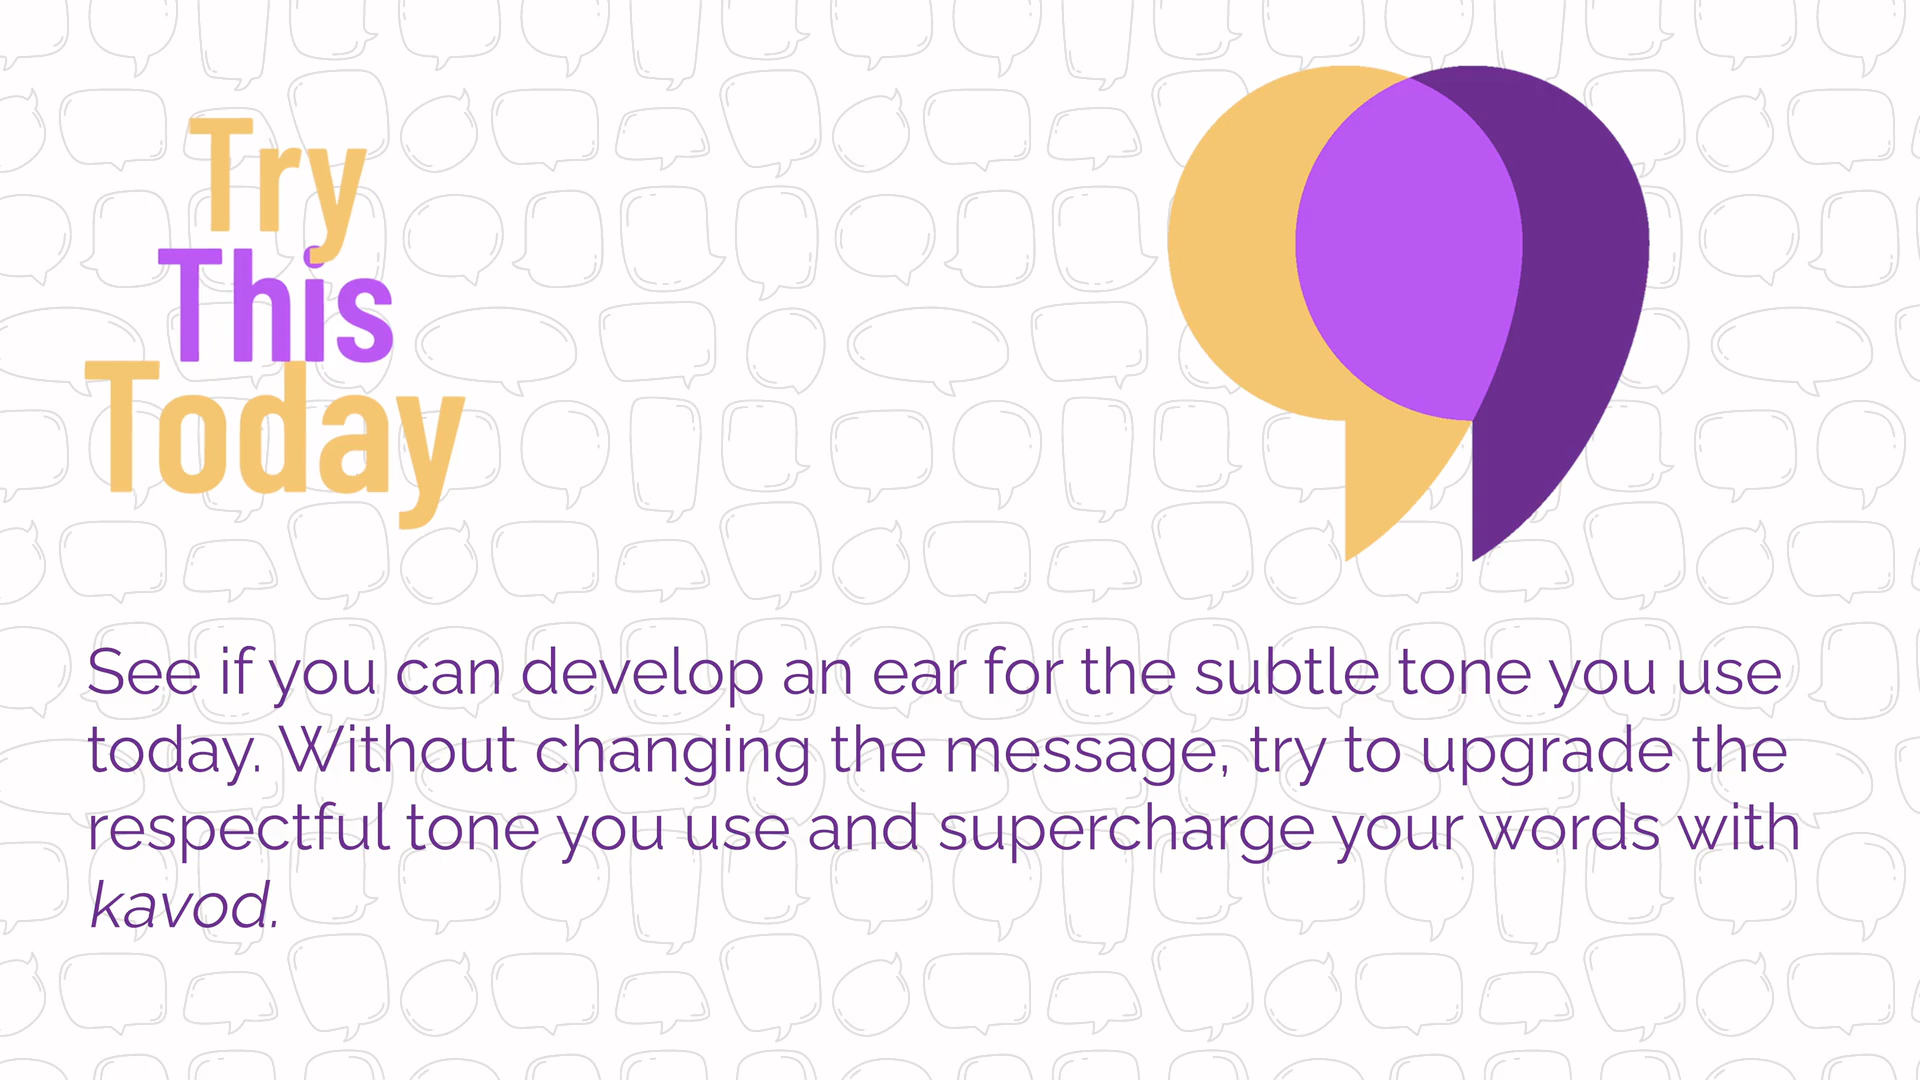 Try
This
Today
See if you can develop an ear for the subtle tone you use
today. Without changing the message, try to upgrade the
respectful tone you use and supercharge your words with
kavod.